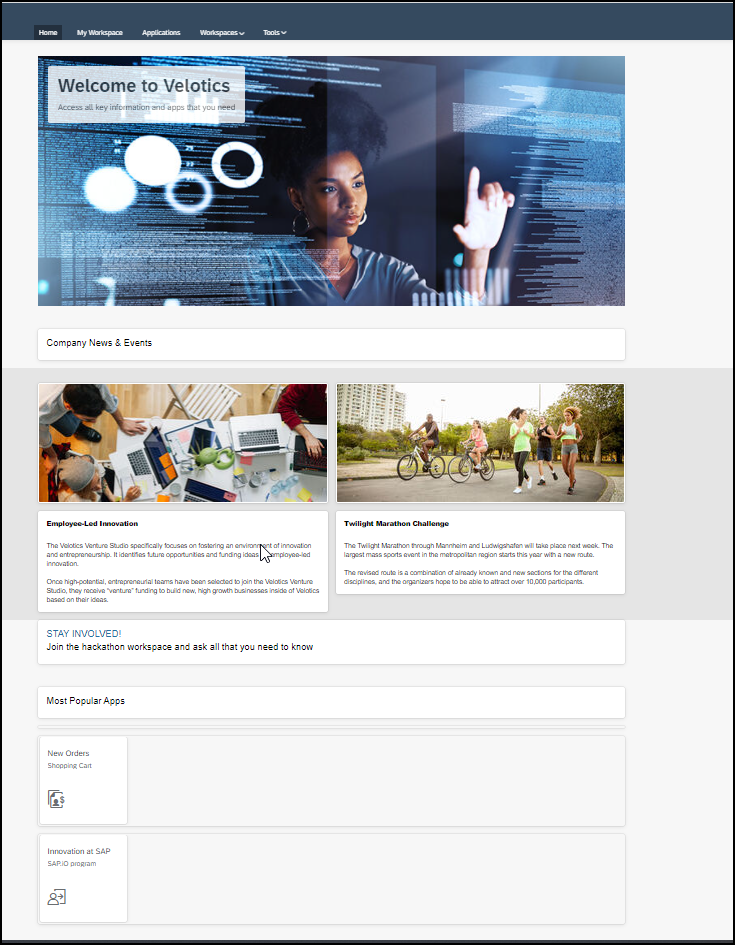 Home My Workspace Applications Workspaces Tools
Welcome to Velotics
Access all key information and apps that you need
Company News & Events
Employee-Led Innovation
The Velotics Venture Studio specifically focuses on fostering an environment of innovation
and entrepreneurship. It identifies future opportunities and funding ideas employee-led
innovation.
Once high-potential, entrepreneurial teams have been selected to join the Velotics Venture
Studio, they receive "venture" funding to build new, high growth businesses inside of Velotics
based on their ideas.
Twilight Marathon Challenge
The Twilight Marathon through Mannheim and Ludwigshafen will take place next week. The
largest mass sports event in the metropolitan region starts this year with a new route.
The revised route is a combination of already known and new sections for the different
disciplines, and the organizers hope to be able to attract over 10,000 participants.
STAY INVOLVED!
Join the hackathon workspace and ask all that you need to know
Most Popular Apps
New Orders
Shopping Cart
Innovation at SAP
SAP.iO program